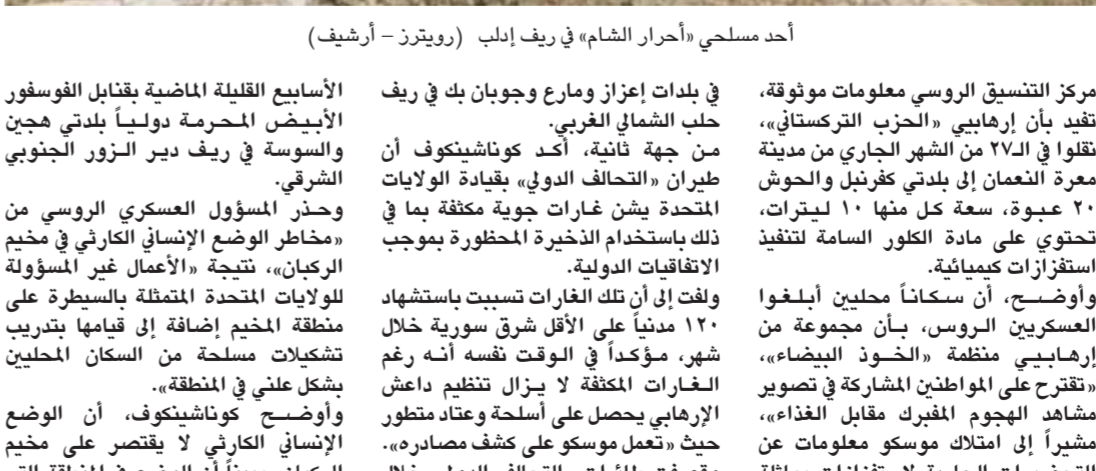 أحد مسلحي «أحرار الشام» في ريف إدلب (رويترز – أرشيف)
مركز التنسيق الروسي معلومات موثوقة،
تفيد بأن إرهابيي «الحزب التركستاني»،
نقلوا في الـ٢٧ من الشهر الجاري من مدينة
معرة النعمان إلى بلدتي كفرنبل والحوش
٢٠ عبوة، سعة كل منها ١٠ ليترات،
تحتوي على مادة الكلور السامة لتنفيذ
استفزازات كيميائية.
وأوضح، أن سكاناً محليين أبلغوا
العسكريين الروس، بأن مجموعة من
إرهابيي منظمة «الخوذ البيضاء»،
«تقترح على المواطنين المشاركة في تصوير
مشاهد الهجوم المفبرك مقابل الغذاء»،
مشيراً إلى امتلاك موسكو معلومات عن
في بلدات إعزاز ومارع وجوبان بك في ريف
حلب الشمالي الغربي.
من جهة ثانية، أكد كوناشينكوف أن
طيران «التحالف الدولي» بقيادة الولايات
المتحدة يشن غارات جوية مكثفة بما في
ذلك باستخدام الذخيرة المحظورة بموجب
الاتفاقيات الدولية.
ولفت إلى أن تلك الغارات تسببت باستشهاد
١٢٠ مدنياً على الأقل شرق سورية خلال
شهر، مؤكداً في الوقت نفسه أنه رغم
الغارات المكثفة لا يزال تنظيم داعش
الإرهابي يحصل على أسلحة وعتاد متطور
حيث «تعمل موسكو على كشف مصادره».
الأسابيع القليلة الماضية بقنابل الفوسفور
الأبيض المحرمة دولياً بلدتي هجين
والسوسة في ريف دير الزور الجنوبي
الشرقي.
وحذر المسؤول العسكري الروسي من
«مخاطر الوضع الإنساني الكارثي في مخيم
الركبان»، نتيجة «الأعمال غير المسؤولة
للولايات المتحدة المتمثلة بالسيطرة على
منطقة المخيم إضافة إلى قيامها بتدريب
تشكيلات مسلحة من السكان المحليين
بشكل علني في المنطقة».
وأوضح كوناشينكوف، أن الوضع
الإنساني الكارثي لا يقتصر على مخيم